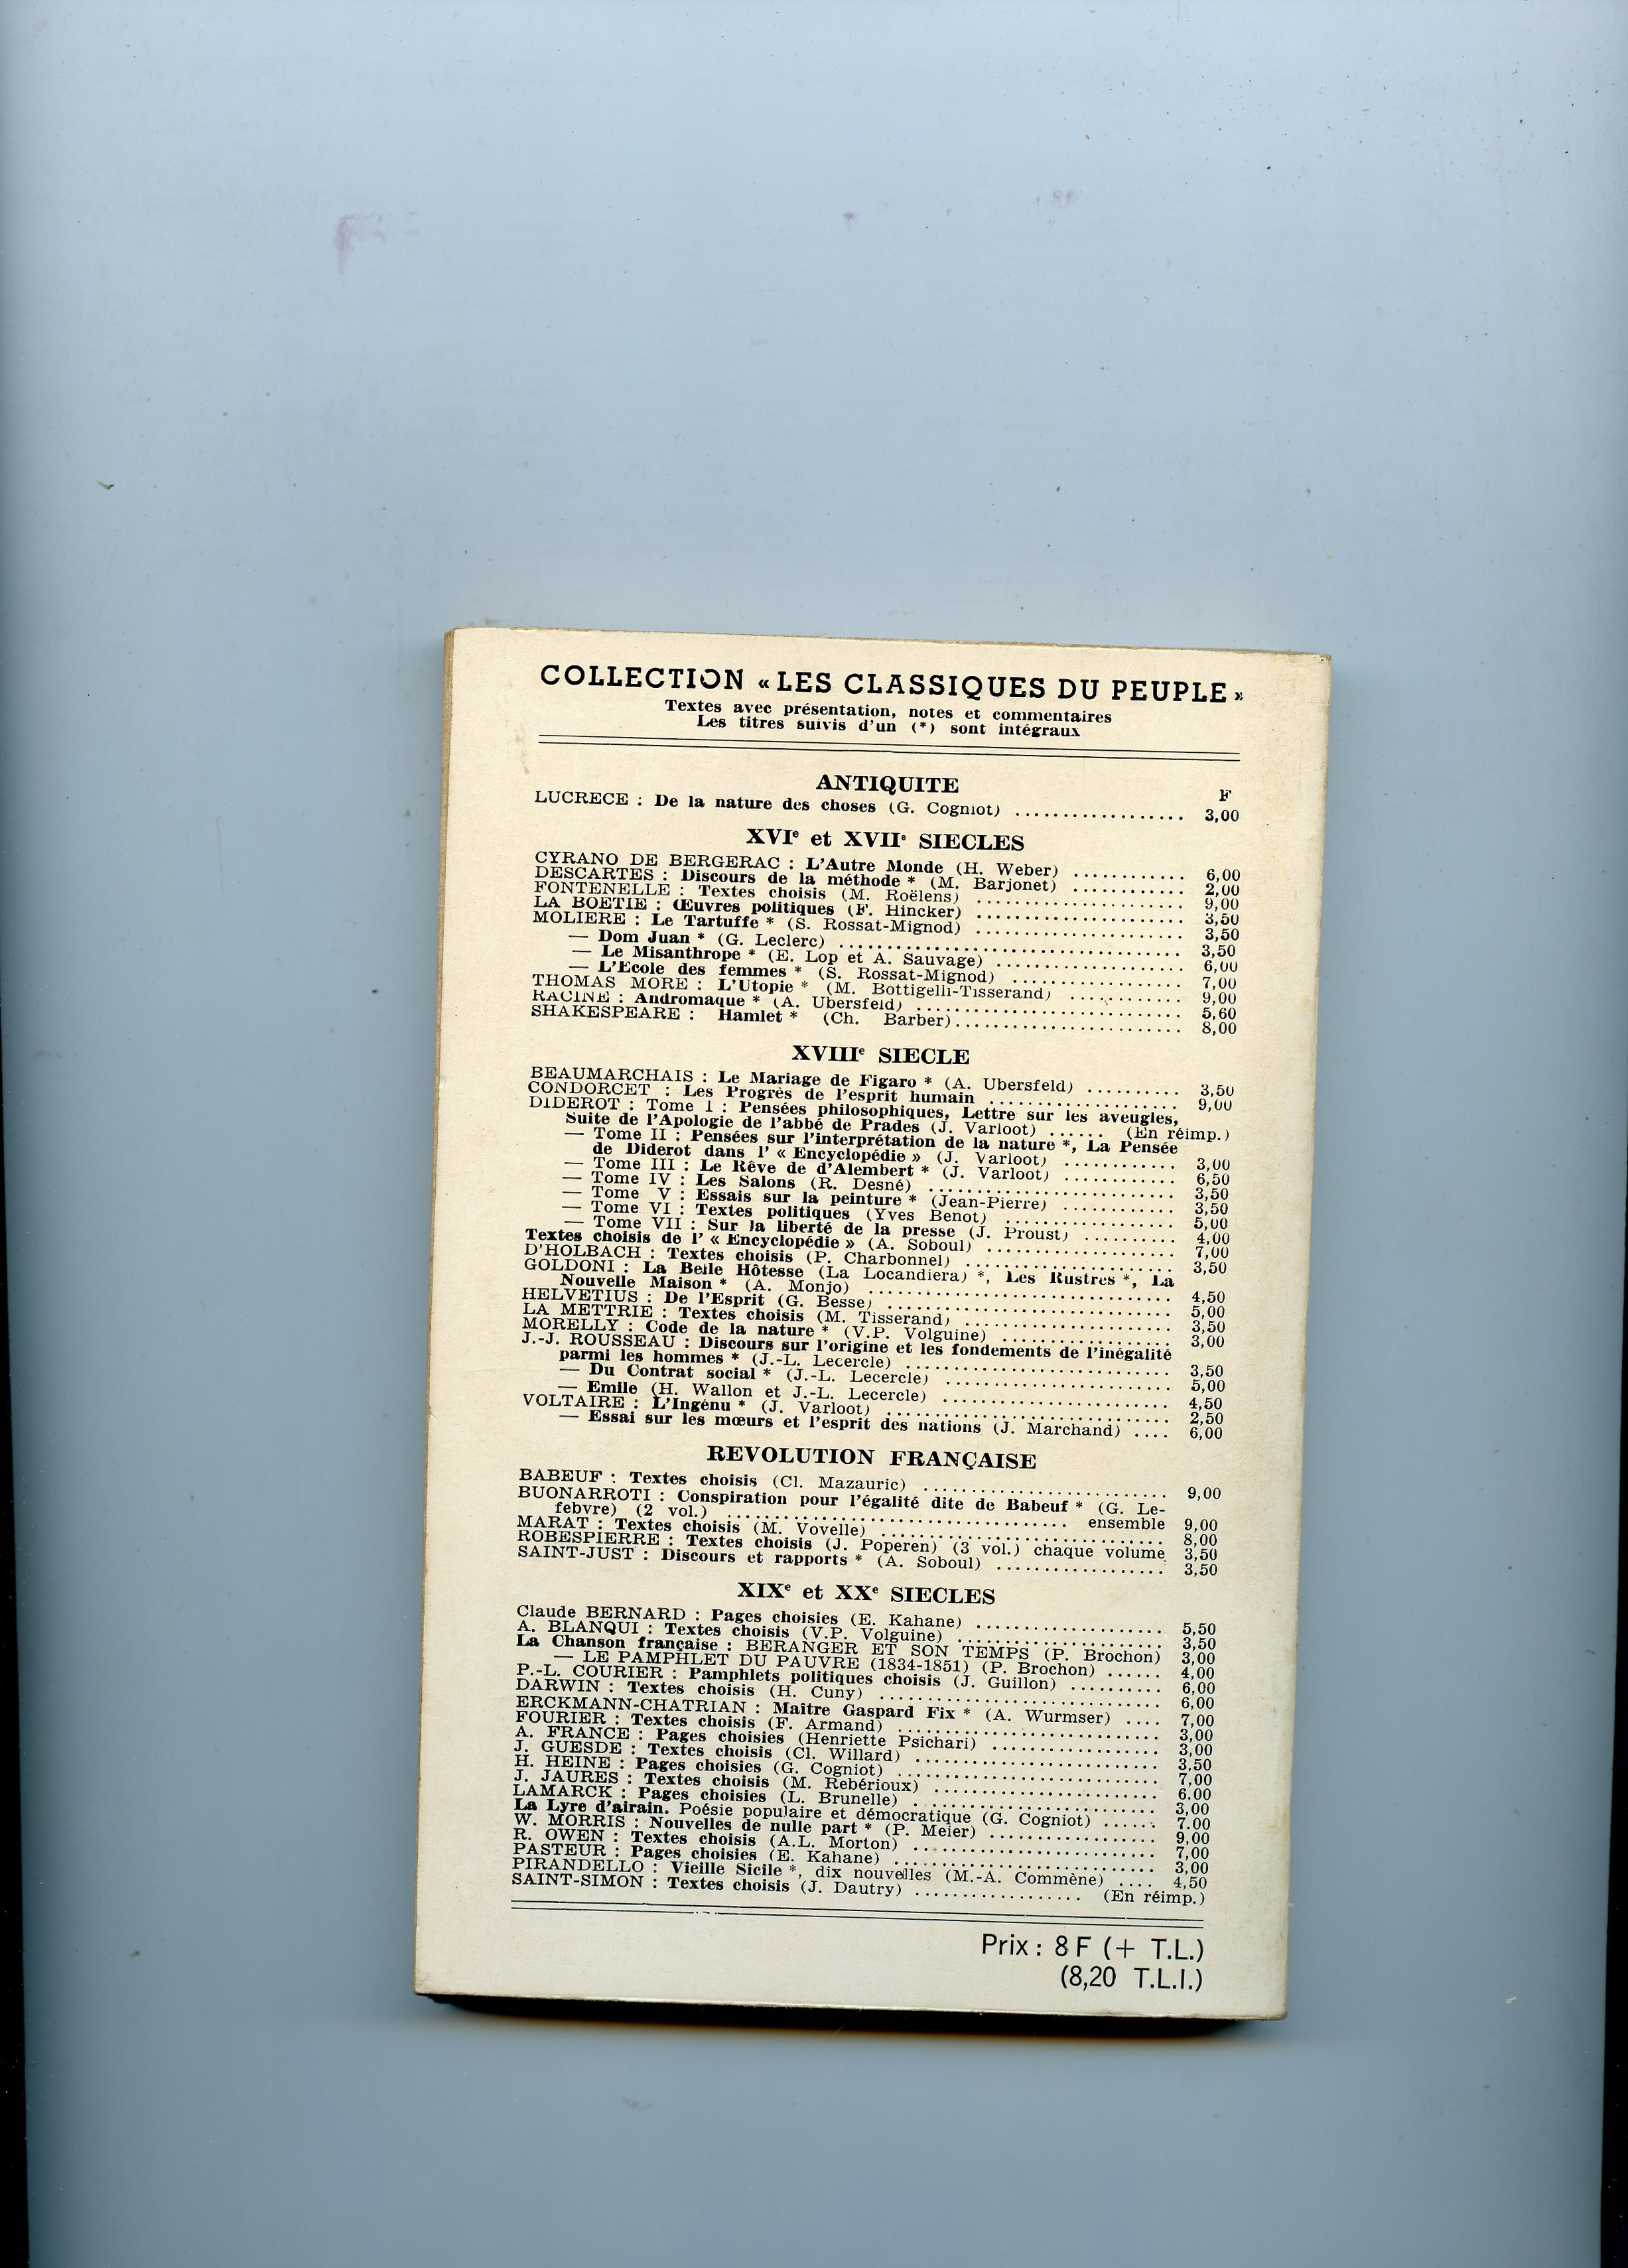 COLLECTION « LES CLASSIQUES DU PEUPLE »
Textes avec présentation, notes et commentaires
Les titres suivis d'un (*) sont intégraux
ANTIQUITE
F
LUCRECE : De la nature des choses (G. Cogniot) .................. 3,00
XVIe et XVIIe SIECLES
CYRANO DE BERGERAC : L'Autre Monde (H. Weber) ............ 6,00
DESCARTES : Discours de la méthode * (M. Barjonet) ............ 2,00
FONTENELLE : Textes choisis (M. Roëlens) ...................... 9,00
LA BOETIE : Œuvres politiques (F. Hincker) ...................... 3,50
MOLIERE : Le Tartuffe * (S. Rossat-Mignod) ...................... 3,50
— Dom Juan * (G. Leclerc) .................................... 3,50
— Le Misanthrope * (E. Lop et A. Sauvage) .................... 6,00
— L'Ecole des femmes * (S. Rossat-Mignod) .................. 7,00
THOMAS MORE : L'Utopie * (M. Bottigelli-Tisserand) ............ 9,00
RACINE : Andromaque * (A. Ubersfeld) ............................ 5,60
SHAKESPEARE : Hamlet * (Ch. Barber)........................ 8,00
XVIIIe SIECLE
BEAUMARCHAIS : Le Mariage de Figaro * (A. Ubersfeld) .......... 3,50
CONDORCET : Les Progrès de l'esprit humain .................... 9,00
DIDEROT : Tome I : Pensées philosophiques, Lettre sur les aveugles,
Suite de l'Apologie de l'abbé de Prades (J. Varloot) ...... (En réimp.)
— Tome II : Pensées sur l'interprétation de la nature *, La Pensée
de Diderot dans l' « Encyclopédie » (J. Varloot) ............ 3,00
— Tome III : Le Rêve de d'Alembert * (J. Varloot) ............ 6,50
— Tome IV : Les Salons (R. Desné) .......................... 3,50
— Tome V : Essais sur la peinture * (Jean-Pierre) ............ 3,50
— Tome VI : Textes politiques (Yves Benot) .................. 5,00
— Tome VII : Sur la liberté de la presse (J. Proust) .......... 4,00
Textes choisis de l' « Encyclopédie » (A. Soboul) .................... 7,00
D'HOLBACH : Textes choisis (P. Charbonnel) ...................... 3,50
GOLDONI : La Belle Hôtesse (La Locandiera) *, Les Rustres *, La
Nouvelle Maison * (A. Monjo) ................................ 4,50
HELVETIUS : De l'Esprit (G. Besse) .............................. 5,00
LA METTRIE : Textes choisis (M. Tisserand) ...................... 3,50
MORELLY : Code de la nature * (V.P. Volguine) .................. 3,00
J.-J. ROUSSEAU : Discours sur l'origine et les fondements de l'inégalité
parmi les hommes * (J.-L. Lecercle) .......................... 3,50
— Du Contrat social * (J.-L. Lecercle) ........................ 5,00
— Emile (H. Wallon et J.-L. Lecercle) ........................ 4,50
VOLTAIRE : L'Ingénu * (J. Varloot) .............................. 2,50
— Essai sur les mœurs et l'esprit des nations (J. Marchand) .... 6,00
REVOLUTION FRANÇAISE
BABEUF : Textes choisis (Cl. Mazauric) .......................... 9,00
BUONARROTI : Conspiration pour l'égalité dite de Babeuf * (G. Le-
febvre) (2 vol.) .................................... ensemble 9,00
MARAT : Textes choisis (M. Vovelle) .............................. 8,00
ROBESPIERRE : Textes choisis (J. Poperen) (3 vol.) chaque volume 3,50
SAINT-JUST : Discours et rapports * (A. Soboul) .................. 3,50
XIXe et XXe SIECLES
Claude BERNARD : Pages choisies (E. Kahane) .................... 5,50
A. BLANQUI : Textes choisis (V.P. Volguine) ...................... 3,50
La Chanson française : BERANGER ET SON TEMPS (P. Brochon) 3,00
— LE PAMPHLET DU PAUVRE (1834-1851) (P. Brochon) ...... 4,00
P.-L. COURIER : Pamphlets politiques choisis (J. Guillon) .......... 6,00
DARWIN : Textes choisis (H. Cuny) .............................. 6,00
ERCKMANN-CHATRIAN : Maître Gaspard Fix * (A. Wurmser) .... 7,00
FOURIER : Textes choisis (F. Armand) ............................ 3,00
A. FRANCE : Pages choisies (Henriette Psichari) .................. 3,00
J. GUESDE : Textes choisis (Cl. Willard) .......................... 3,50
H. HEINE : Pages choisies (G. Cogniot) ............................ 7,00
J. JAURES : Textes choisis (M. Rebérioux) ........................ 6.00
LAMARCK : Pages choisies (L. Brunelle) .......................... 3,00
La Lyre d'airain. Poésie populaire et démocratique (G. Cogniot) ...... 7.00
W. MORRIS : Nouvelles de nulle part * (P. Meier) .................. 9,00
R. OWEN : Textes choisis (A.L. Morton) .......................... 7,00
PASTEUR : Pages choisies (E. Kahane) ............................ 3,00
PIRANDELLO : Vieille Sicile *, dix nouvelles (M.-A. Commène) .... 4,50
SAINT-SIMON : Textes choisis (J. Dautry) .................. (En réimp.)
Prix : 8 F (+ T.L.)
(8,20 T.L.I.)